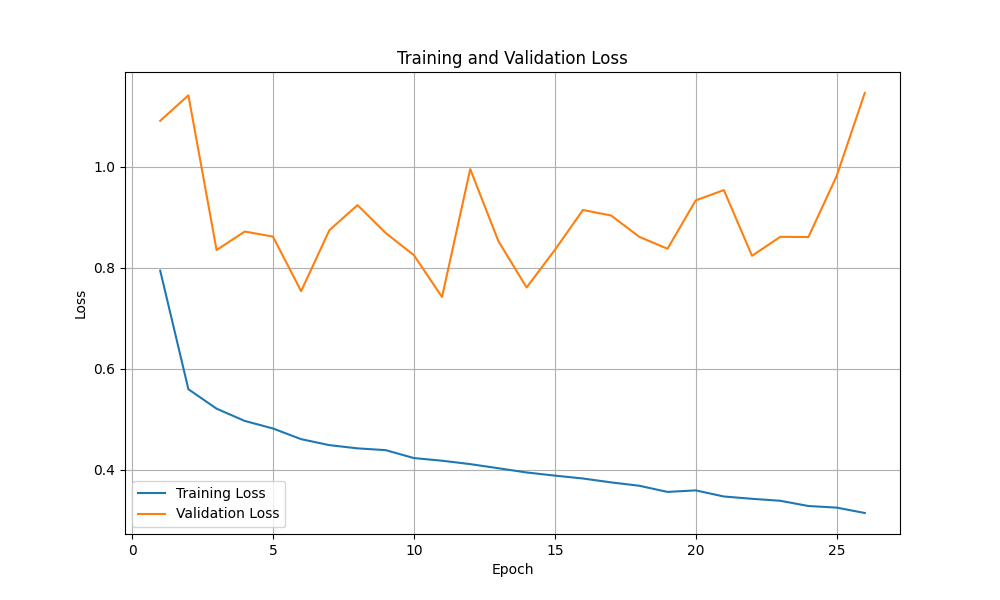 Training and Validation Loss
Loss
1.0
0.8
0.6
0.4
Training Loss
Validation Loss
0 5 10 15 20 25
Epoch